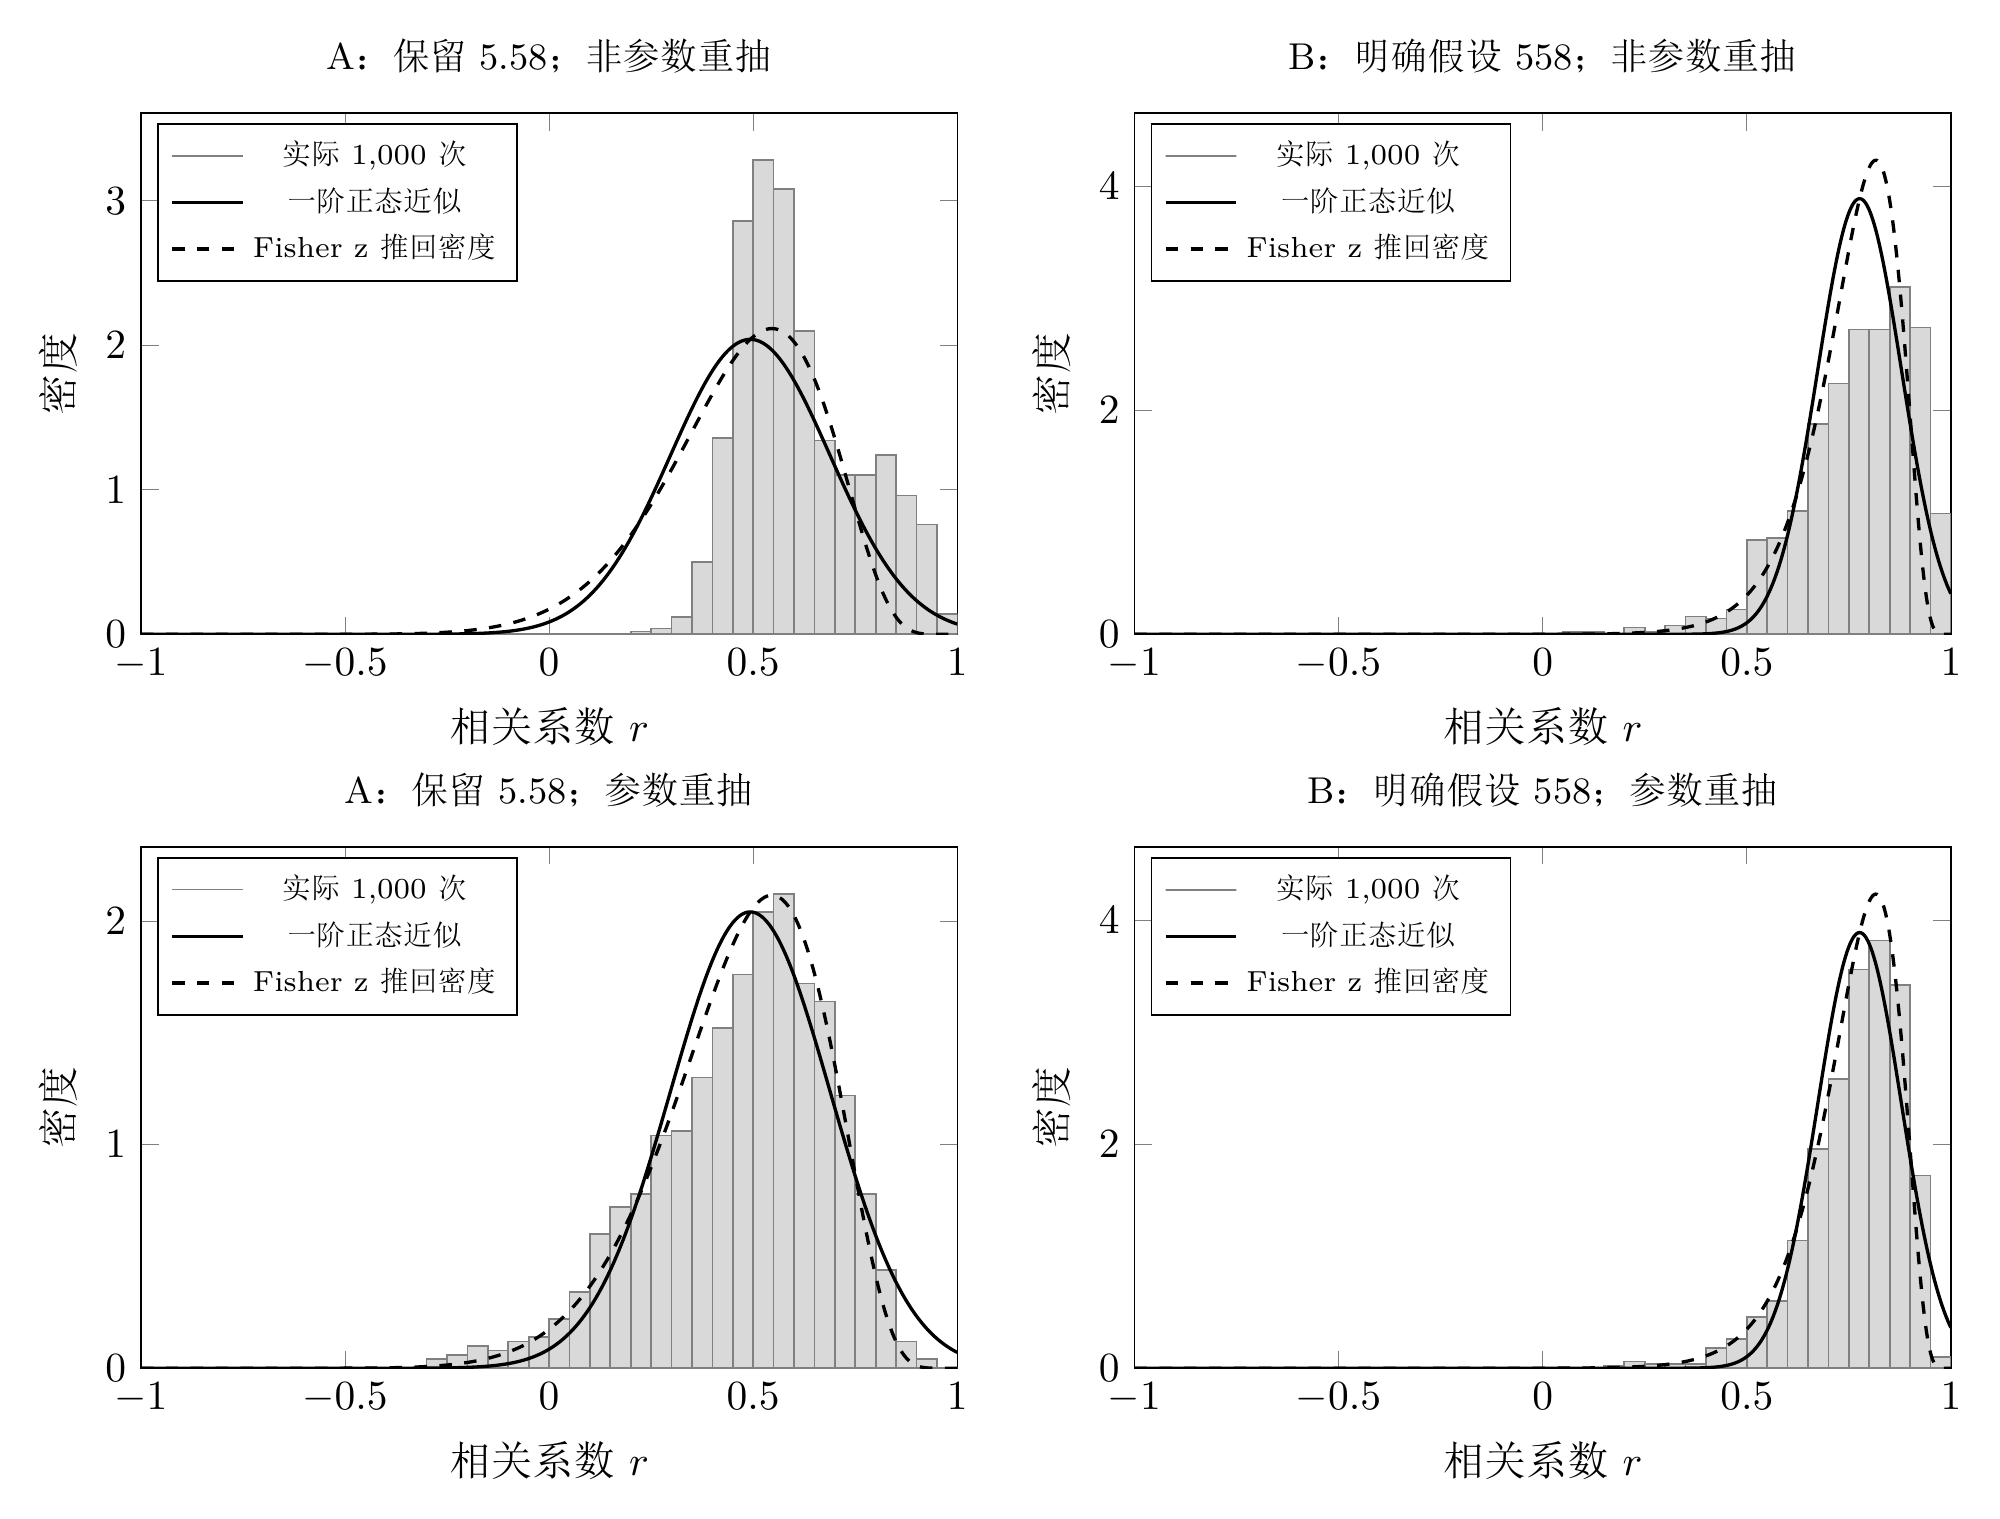 A：保留 5.58；非参数重抽
实际 1,000 次
一阶正态近似
Fisher z 推回密度
密度
3
2
1
0
−1
−0.5
0
0.5
1
相关系数 r
B：明确假设 558；非参数重抽
实际 1,000 次
一阶正态近似
Fisher z 推回密度
密度
4
2
0
−1
−0.5
0
0.5
1
相关系数 r
A：保留 5.58；参数重抽
实际 1,000 次
一阶正态近似
Fisher z 推回密度
密度
2
1
0
−1
−0.5
0
0.5
1
相关系数 r
B：明确假设 558；参数重抽
实际 1,000 次
一阶正态近似
Fisher z 推回密度
密度
4
2
0
−1
−0.5
0
0.5
1
相关系数 r